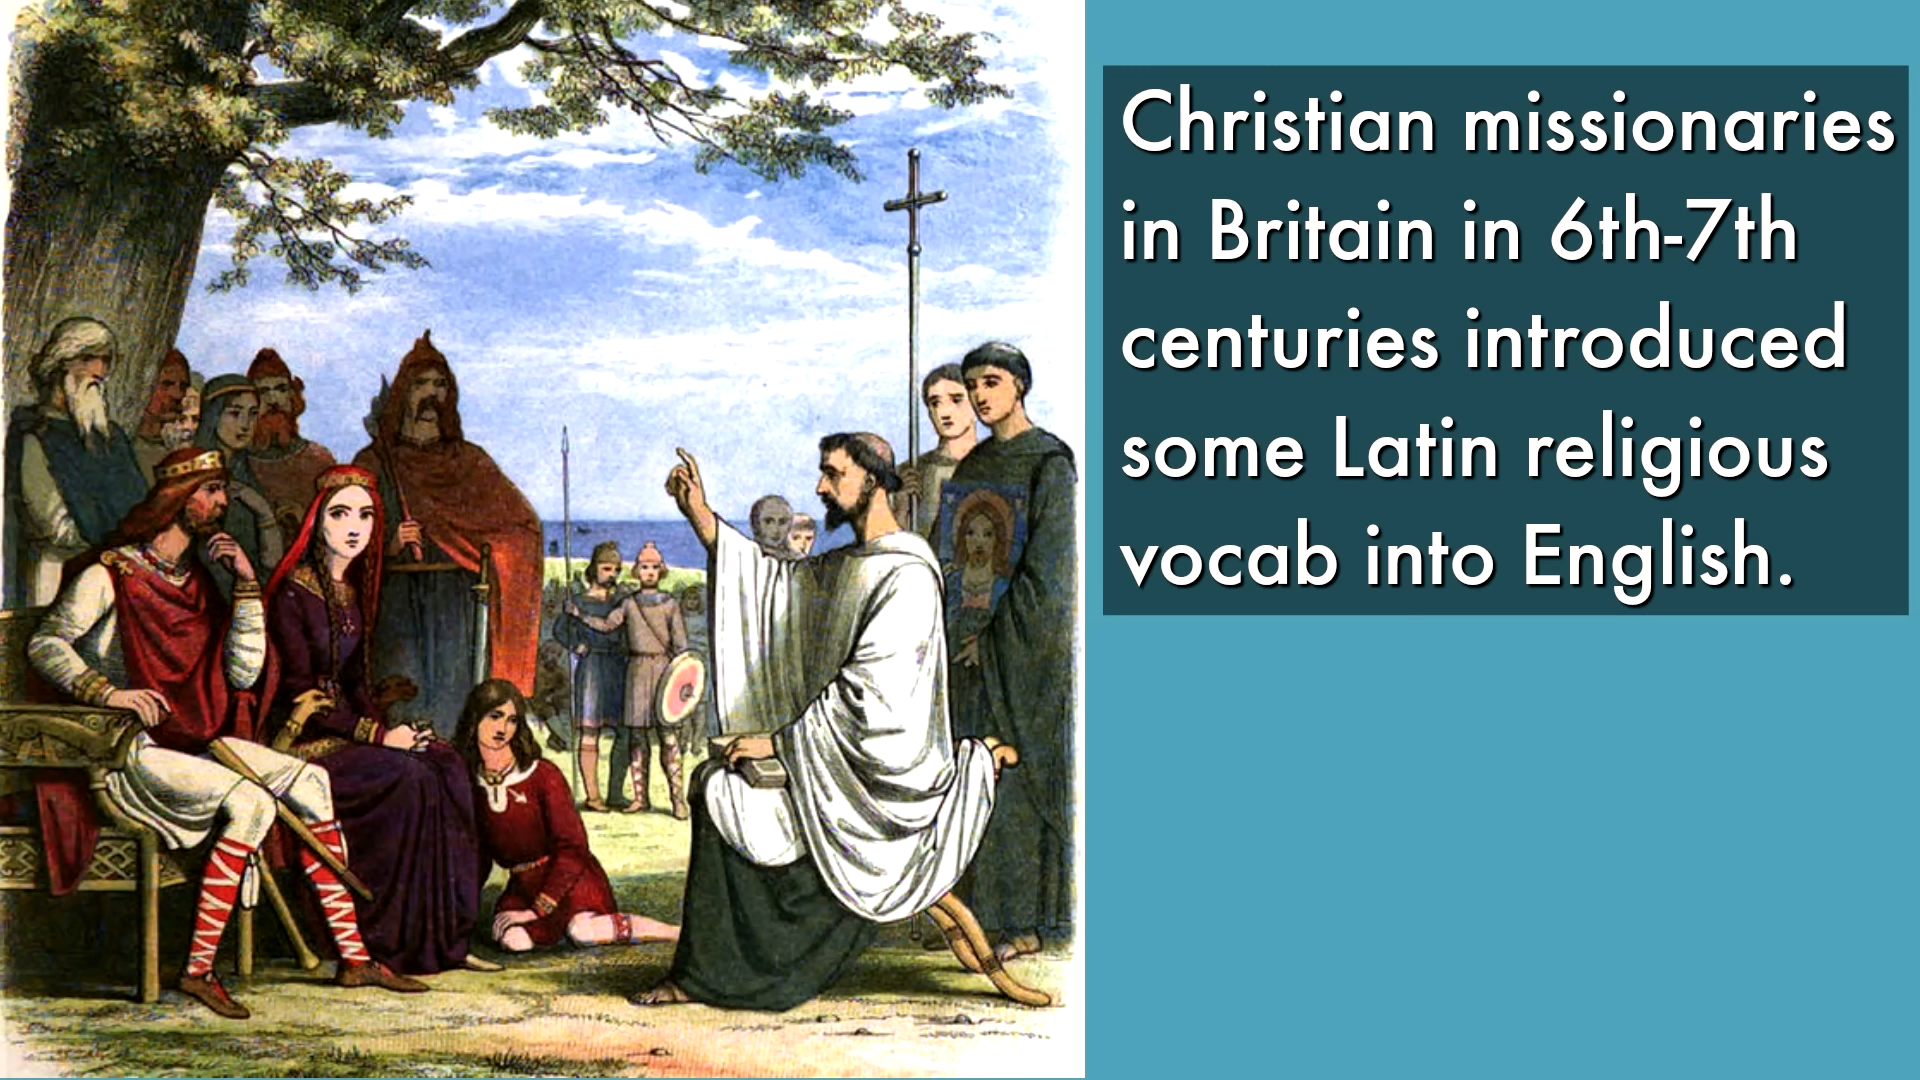 Christian missionaries
in Britain in 6th-7th
centuries introduced
some Latin religious
vocab into English.